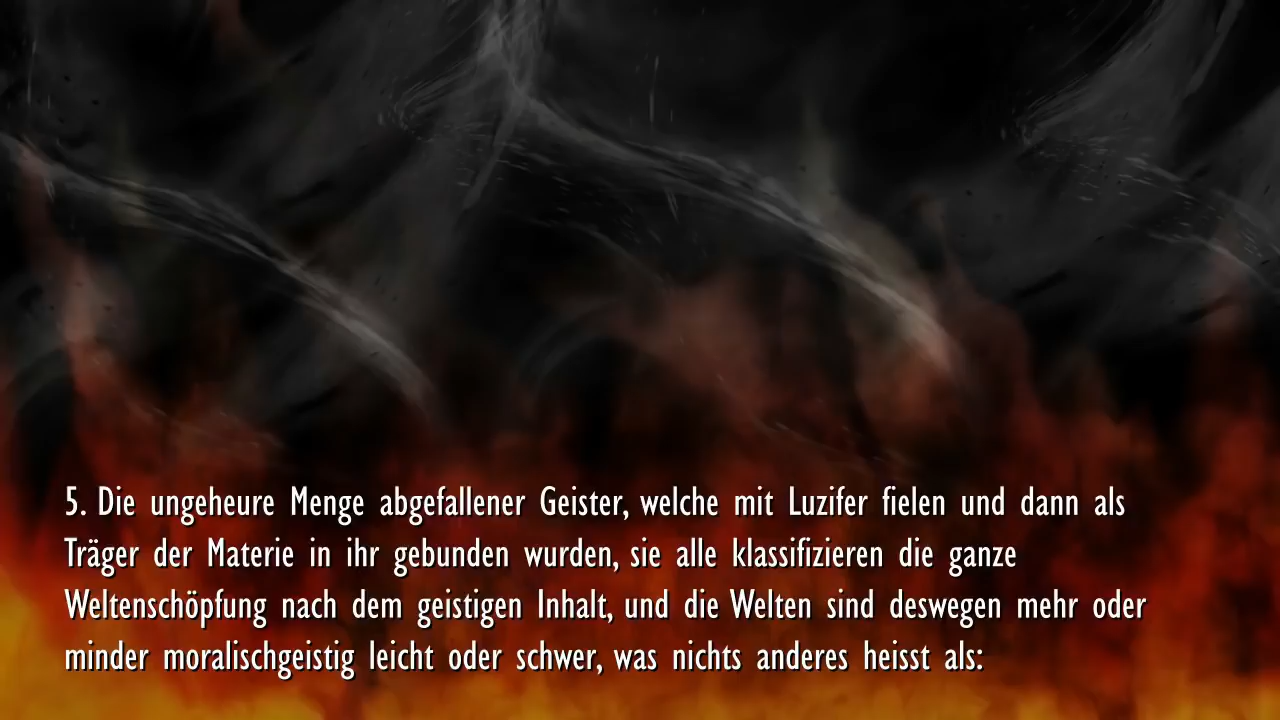 5. Die ungeheure Menge abgefallener Geister, welche mit Luzifer fielen und dann als
Träger der Materie in ihr gebunden wurden, sie alle klassifizieren die ganze
Weltenschöpfung nach dem geistigen Inhalt, und die Welten sind deswegen mehr oder
minder moralischgeistig leicht oder schwer, was nichts anderes heisst als: